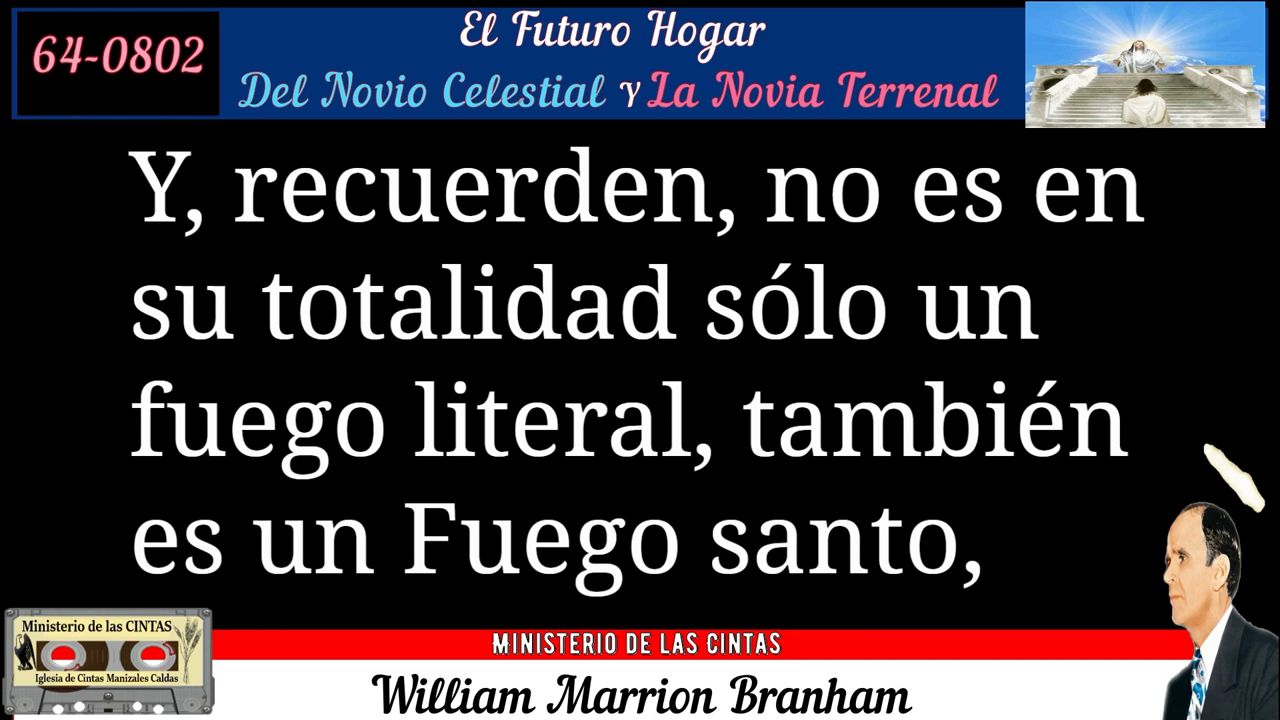 64-0802
El Futuro Hogar
Del Novio Celestial Y La Novia Terrenal
Y, recuerden, no es en
su totalidad sólo un
fuego literal, también
es un Fuego santo,
Ministerio de las CINTAS
Iglesia de Cintas Manizales Caldas
MINISTERIO DE LAS CINTAS
William Marrion Branham